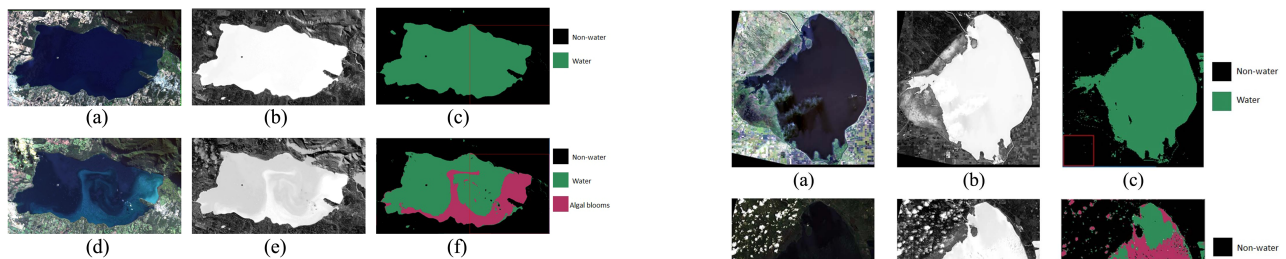 Non-water
Water
(a) (b) (c)
Non-water
Water
Algal blooms
(d) (e) (f)
Non-water
Water
(a) (b) (c)
Non-water